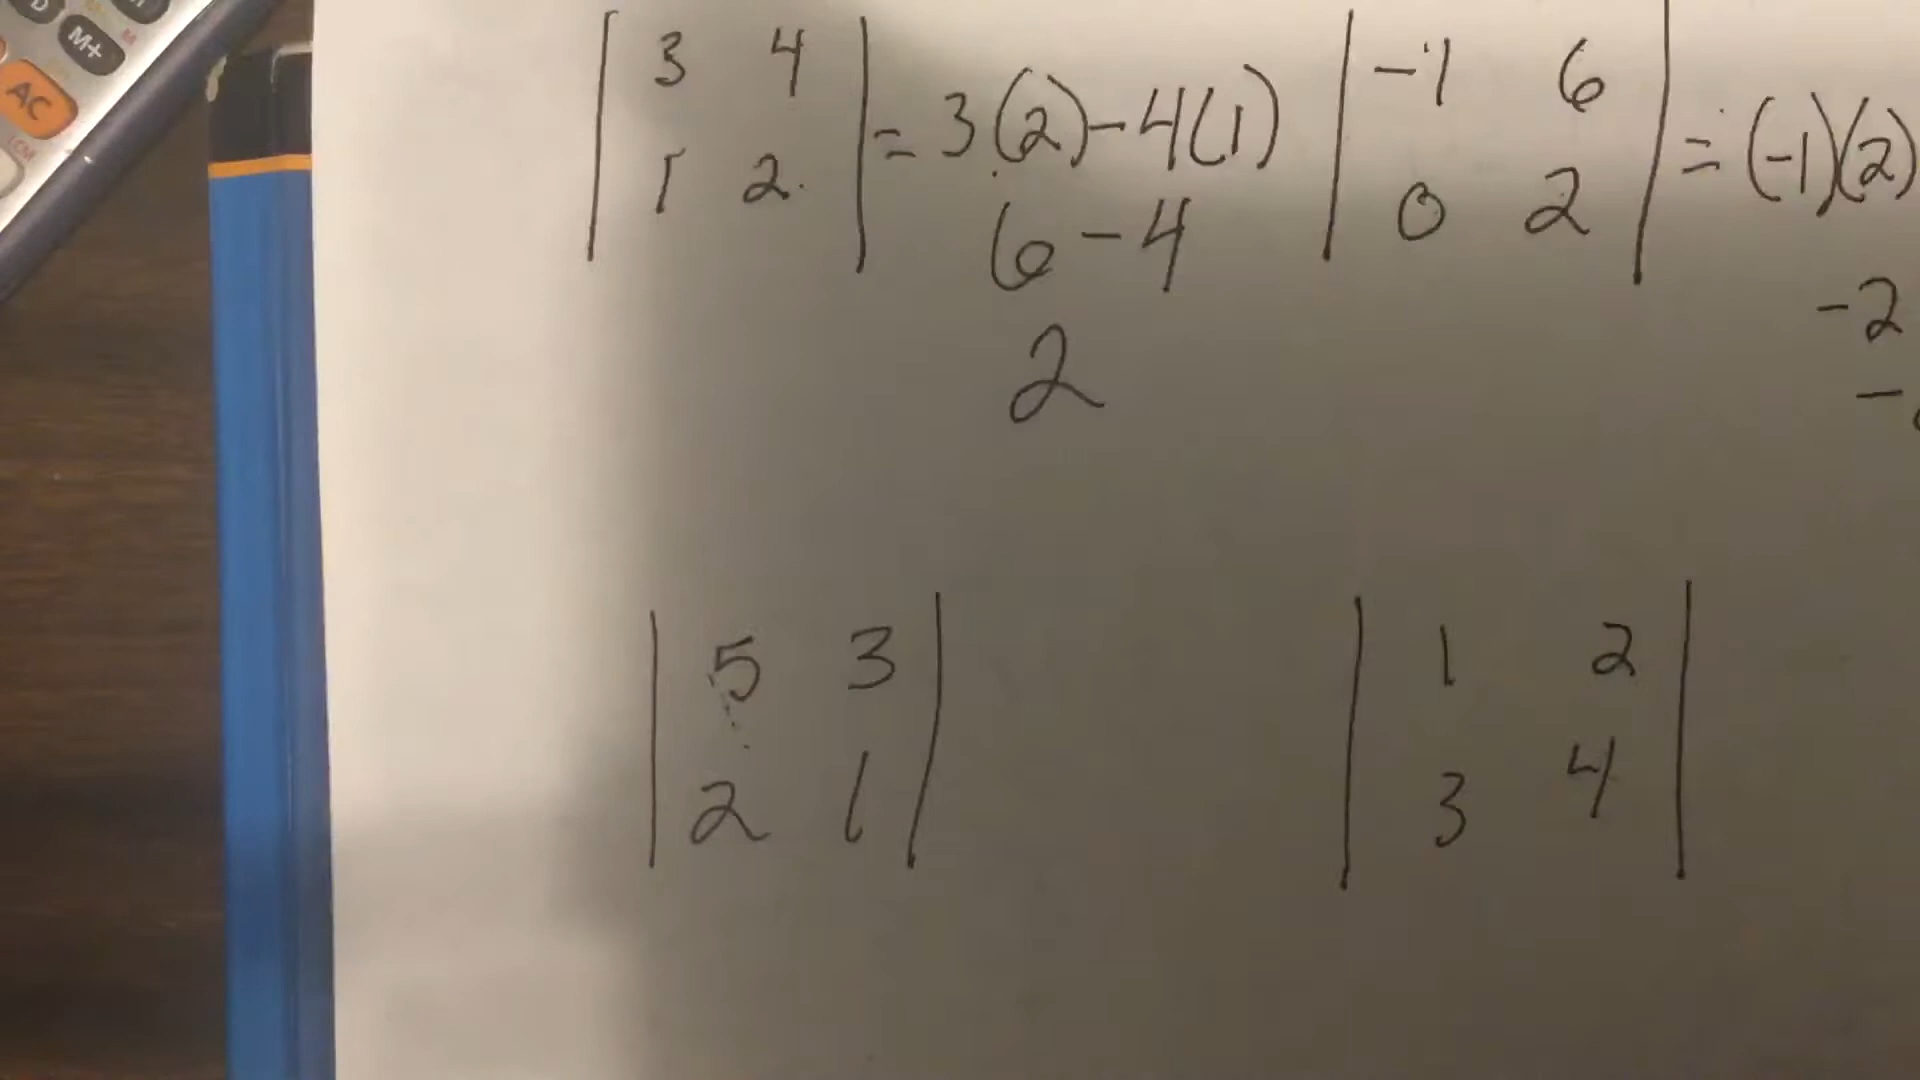 M+
AC
| 3 4 | = 3(2)-4(1)
| 1 2 |
6-4
2
| -1 6 | = (-1)(2)
| 0 2 |
-2
-
| 5 3 |
| 2 1 |
| 1 2 |
| 3 4 |